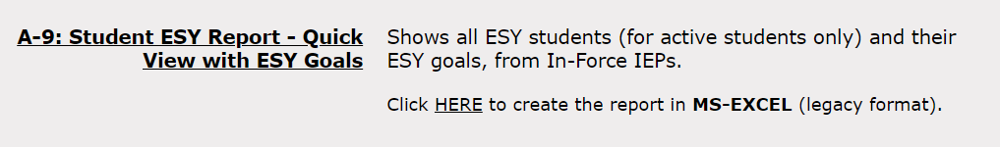 A-9: Student ESY Report - Quick
View with ESY Goals
Shows all ESY students (for active students only) and their
ESY goals, from In-Force IEPs.
Click HERE to create the report in MS-EXCEL (legacy format).